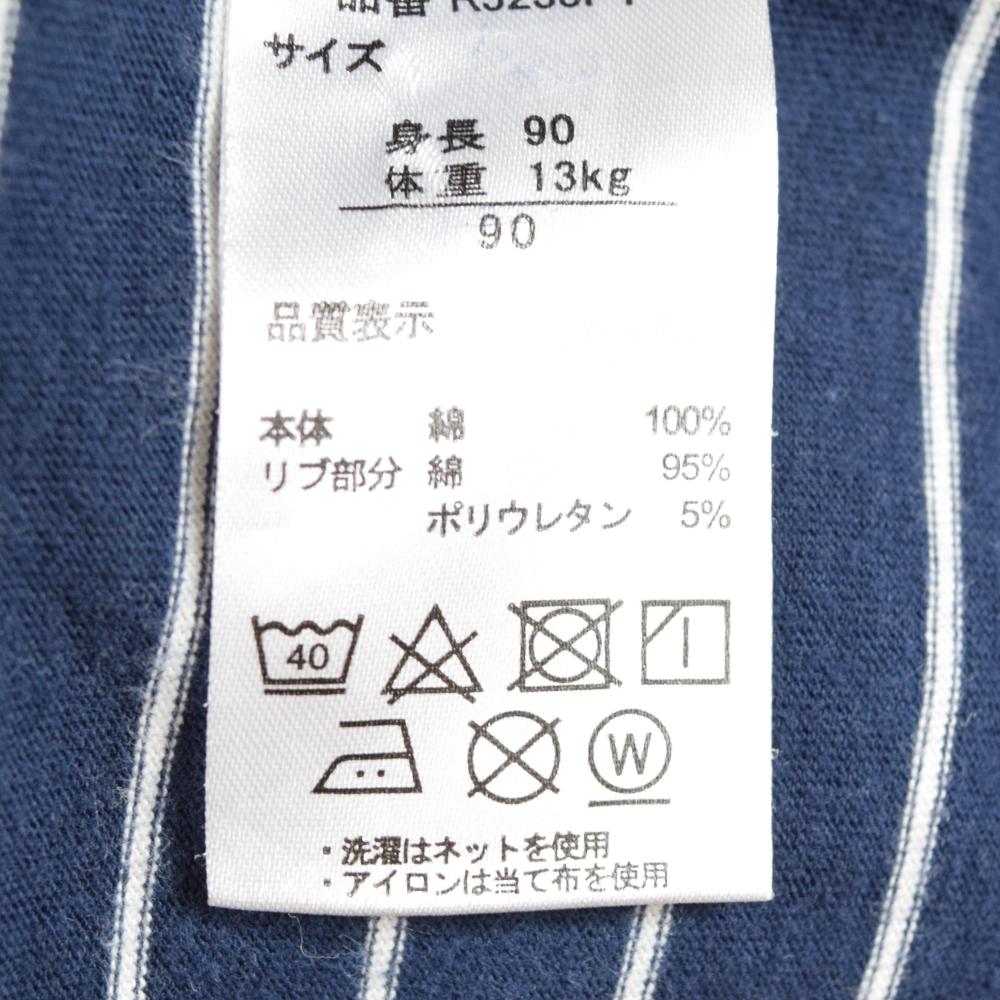 品番
サイズ
身長 90
体重 13kg
90
品質表示
本体 綿 100%
リブ部分 綿 95%
ポリウレタン 5%
40
W
・洗濯はネットを使用
・アイロンは当て布を使用